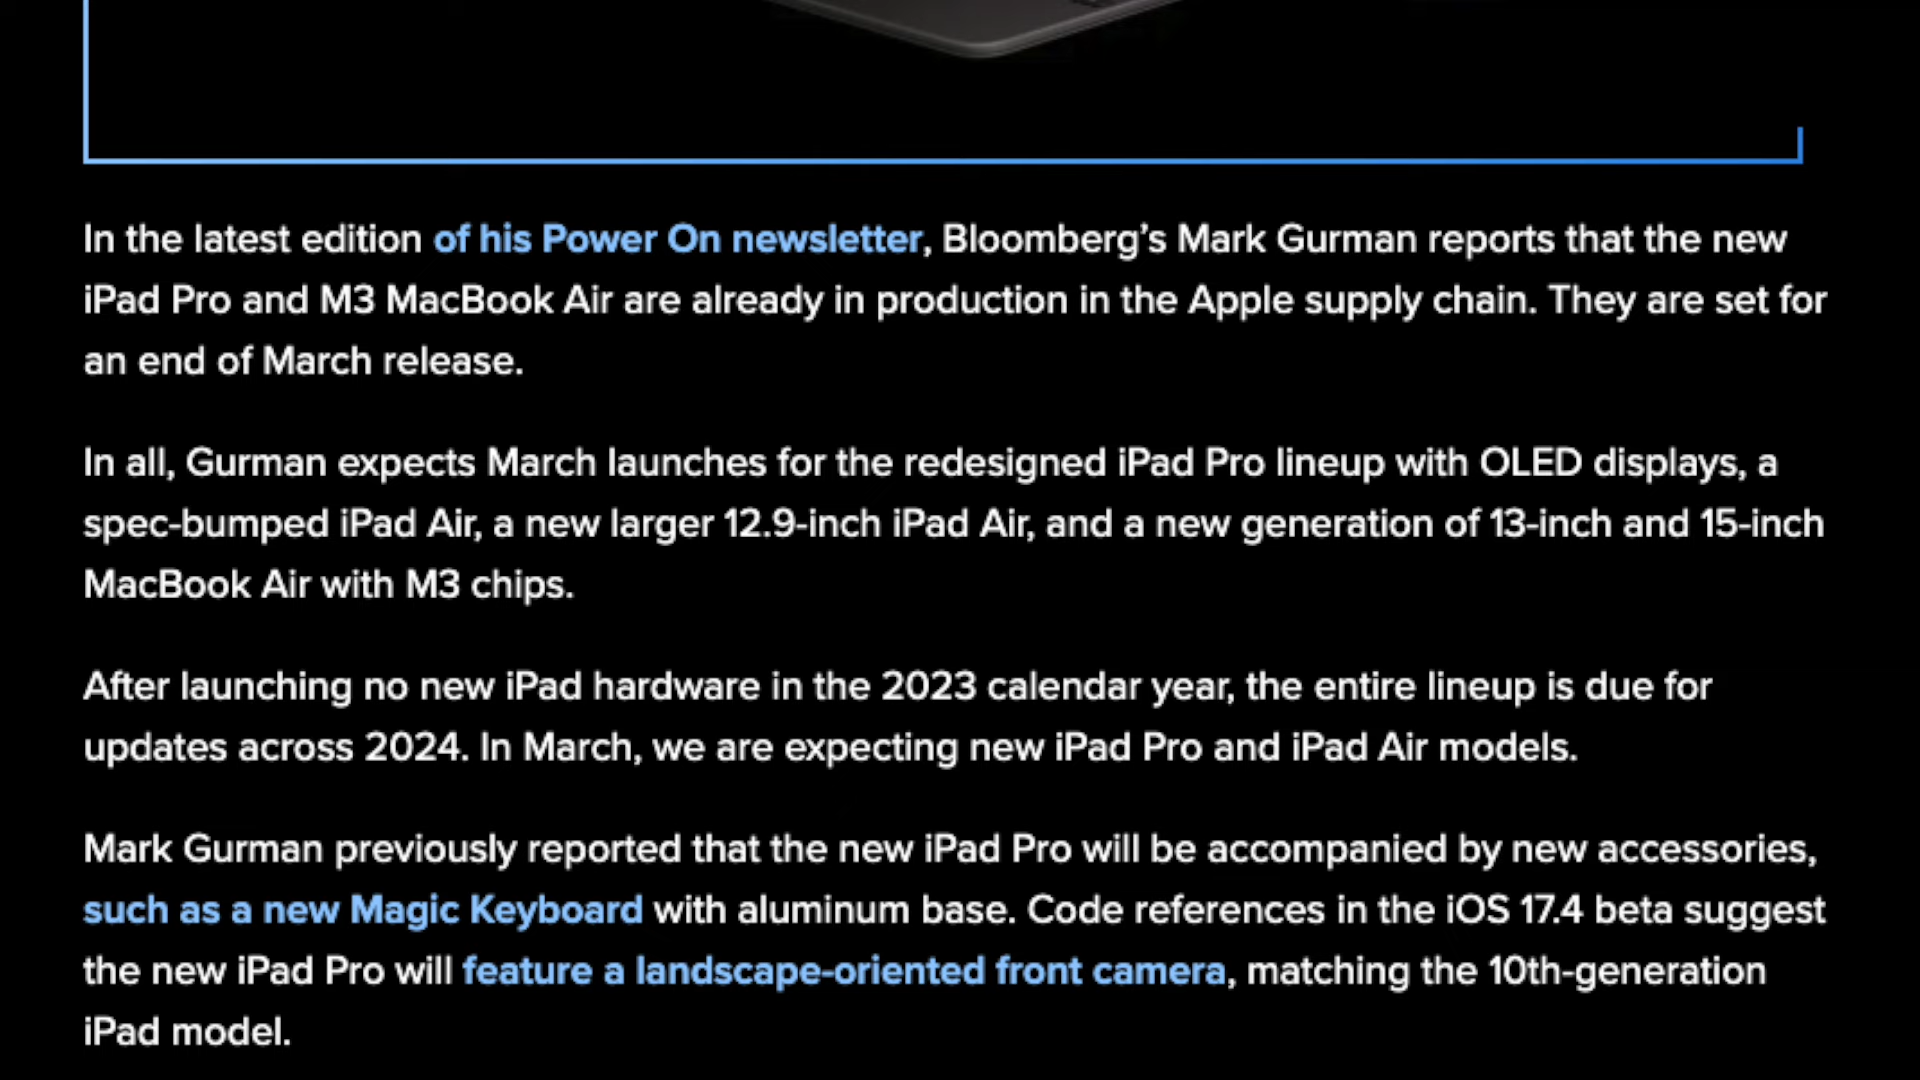 In the latest edition of his Power On newsletter, Bloomberg’s Mark Gurman reports that the new
iPad Pro and M3 MacBook Air are already in production in the Apple supply chain. They are set for
an end of March release.
In all, Gurman expects March launches for the redesigned iPad Pro lineup with OLED displays, a
spec-bumped iPad Air, a new larger 12.9-inch iPad Air, and a new generation of 13-inch and 15-inch
MacBook Air with M3 chips.
After launching no new iPad hardware in the 2023 calendar year, the entire lineup is due for
updates across 2024. In March, we are expecting new iPad Pro and iPad Air models.
Mark Gurman previously reported that the new iPad Pro will be accompanied by new accessories,
such as a new Magic Keyboard with aluminum base. Code references in the iOS 17.4 beta suggest
the new iPad Pro will feature a landscape-oriented front camera, matching the 10th-generation
iPad model.